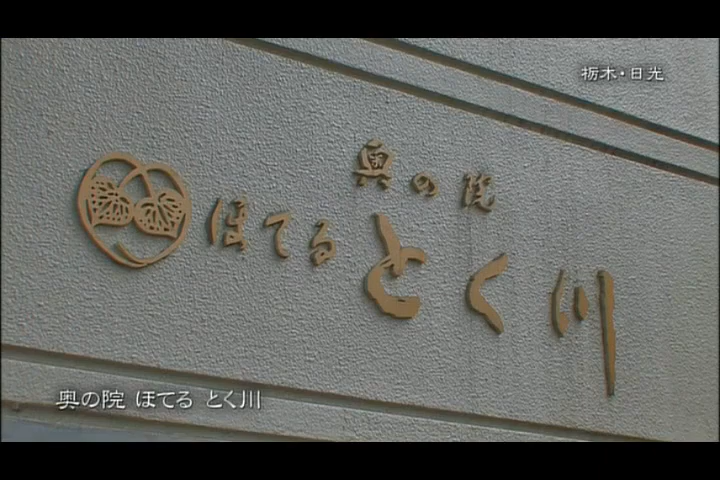 栃木・日光
奥の院
ほてる とく川
奥の院 ほてる とく川